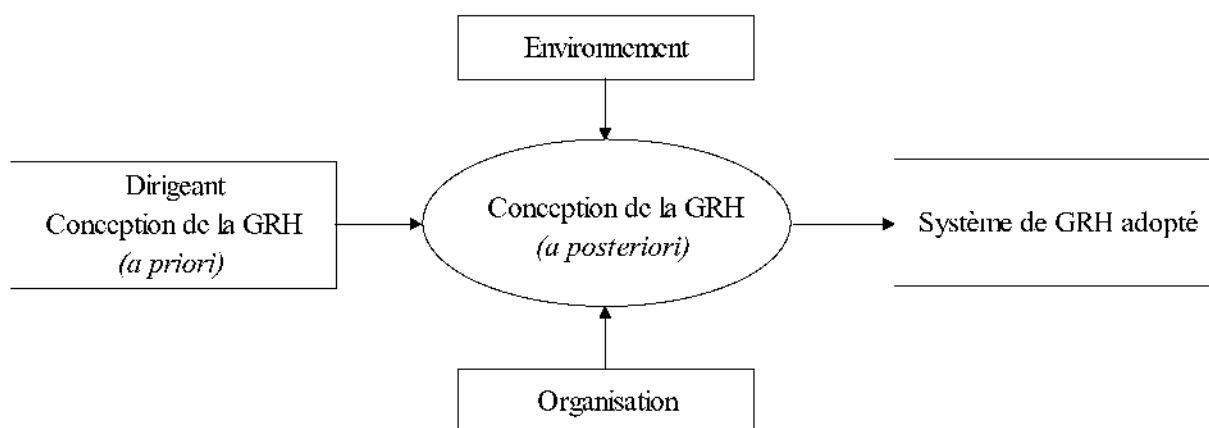 Environnement
Dirigeant
Conception de la GRH
(a priori)
Conception de la GRH
(a posteriori)
Système de GRH adopté
Organisation